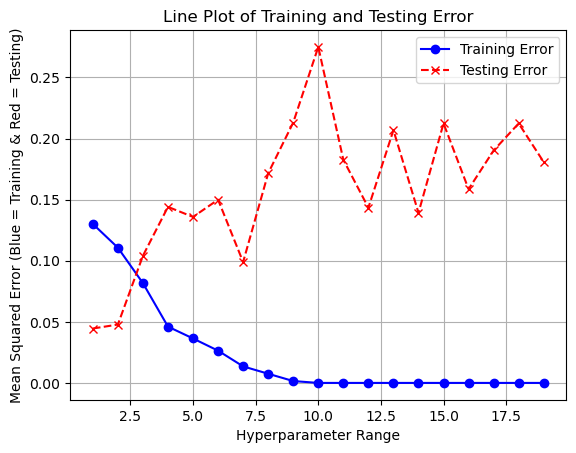 Line Plot of Training and Testing Error
Training Error
Testing Error
Mean Squared Error (Blue = Training & Red = Testing)
0.25
0.20
0.15
0.10
0.05
0.00
2.5 5.0 7.5 10.0 12.5 15.0 17.5
Hyperparameter Range